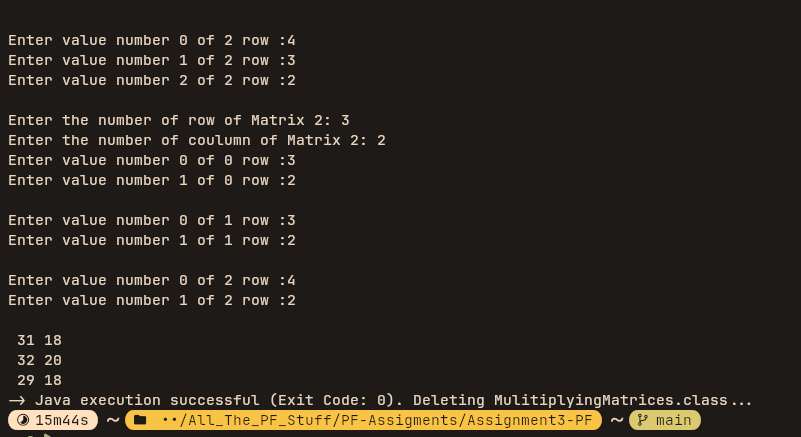 Enter value number 0 of 2 row :4
Enter value number 1 of 2 row :3
Enter value number 2 of 2 row :2
Enter the number of row of Matrix 2: 3
Enter the number of coulumn of Matrix 2: 2
Enter value number 0 of 0 row :3
Enter value number 1 of 0 row :2
Enter value number 0 of 1 row :3
Enter value number 1 of 1 row :2
Enter value number 0 of 2 row :4
Enter value number 1 of 2 row :2
31 18
32 20
29 18
—> Java execution successful (Exit Code: 0). Deleting MulitiplyingMatrices.class...
15m44s ~ ••/All_The_PF_Stuff/PF-Assigments/Assignment3-PF ~ main